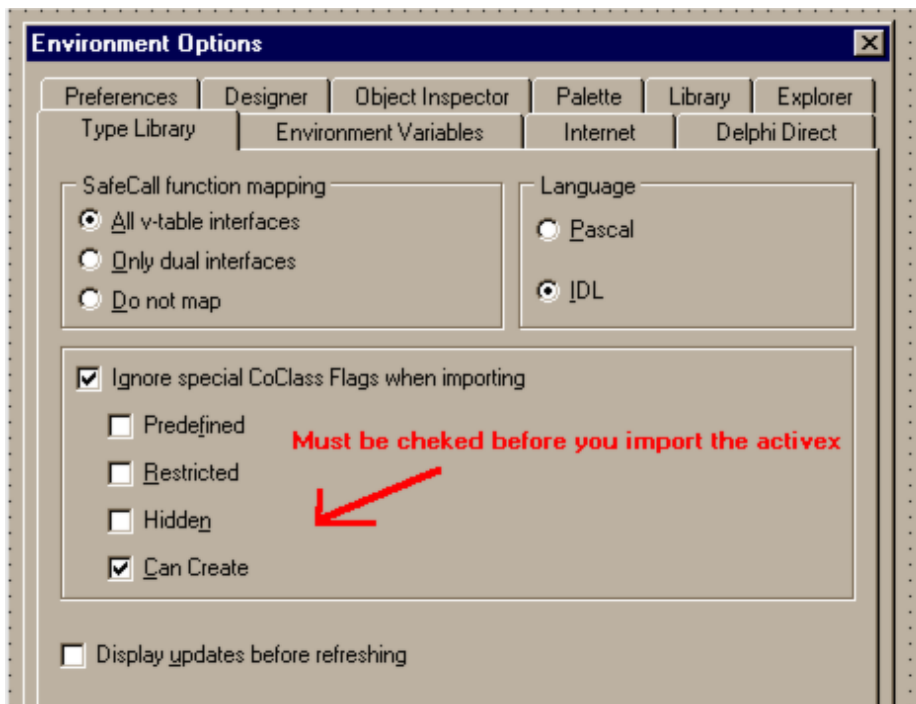 Environment Options
Preferences Designer Object Inspector Palette Library Explorer
Type Library Environment Variables Internet Delphi Direct
SafeCall function mapping
All v-table interfaces
Only dual interfaces
Do not map
Language
Pascal
IDL
Ignore special CoClass Flags when importing
Predefined
Must be cheked before you import the activex
Restricted
Hidden
Can Create
Display updates before refreshing